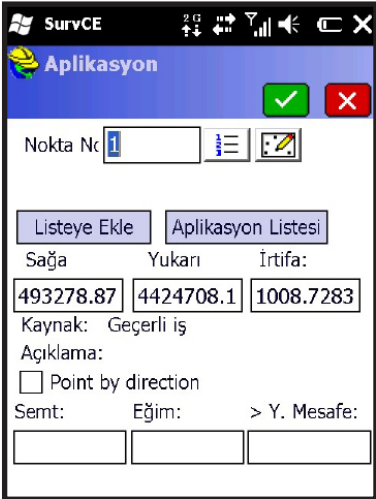 SurvCE 2G
Aplikasyon
Nokta No 1
Listeye Ekle Aplikasyon Listesi
Sağa Yukarı İrtifa:
493278.87 4424708.1 1008.7283
Kaynak: Geçerli iş
Açıklama:
Point by direction
Semt: Eğim: > Y. Mesafe: